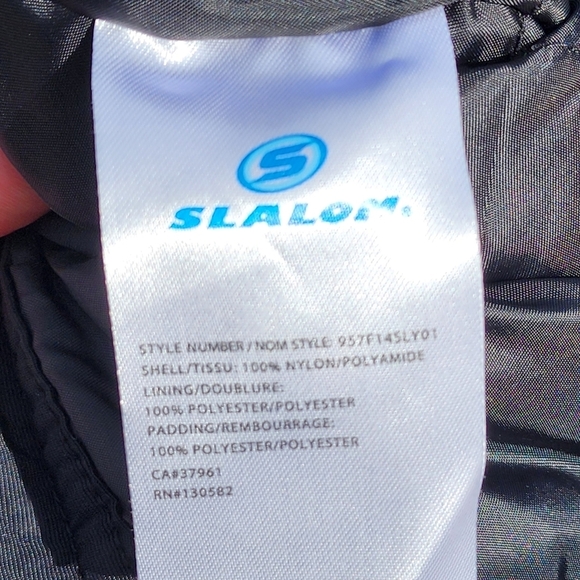 S
SLALOM.
STYLE NUMBER/NOM STYLE: 957F14SLY01
SHELL/TISSU: 100% NYLON/POLYAMIDE
LINING/DOUBLURE:
100% POLYESTER/POLYESTER
PADDING/REMBOURRAGE:
100% POLYESTER/POLYESTER
CA#37961
RN#130582